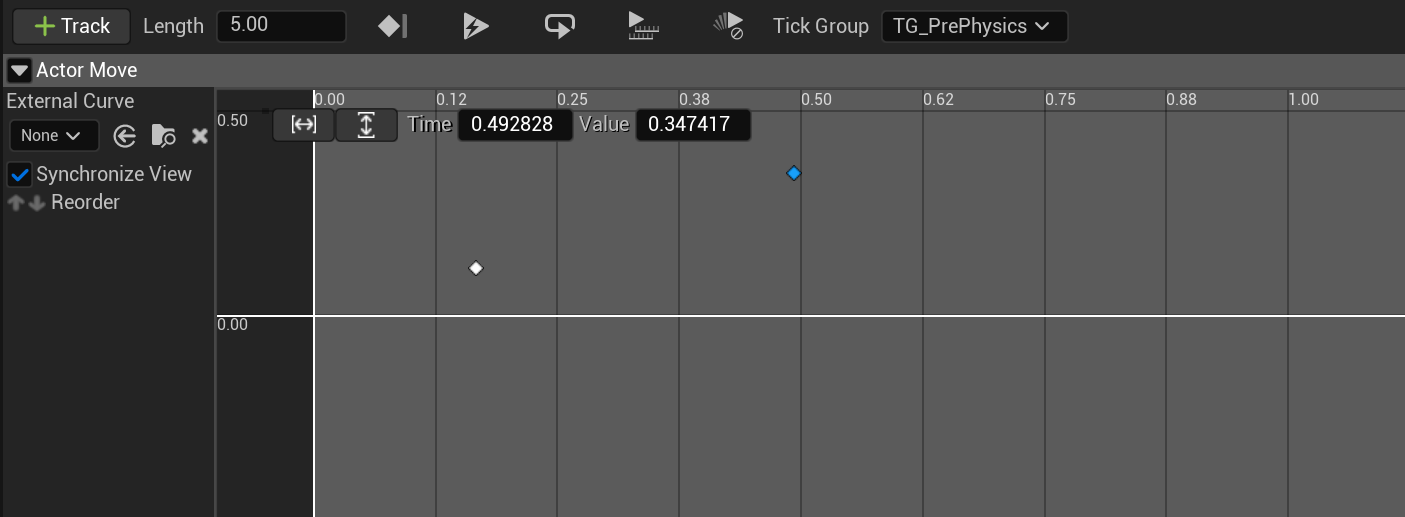 Track Length 5.00 Tick Group TG_PrePhysics
Actor Move
External Curve
0.00 0.12 0.25 0.38 0.50 0.62 0.75 0.88 1.00
0.50 Time 0.492828 Value 0.347417
None
Synchronize View
Reorder
0.00